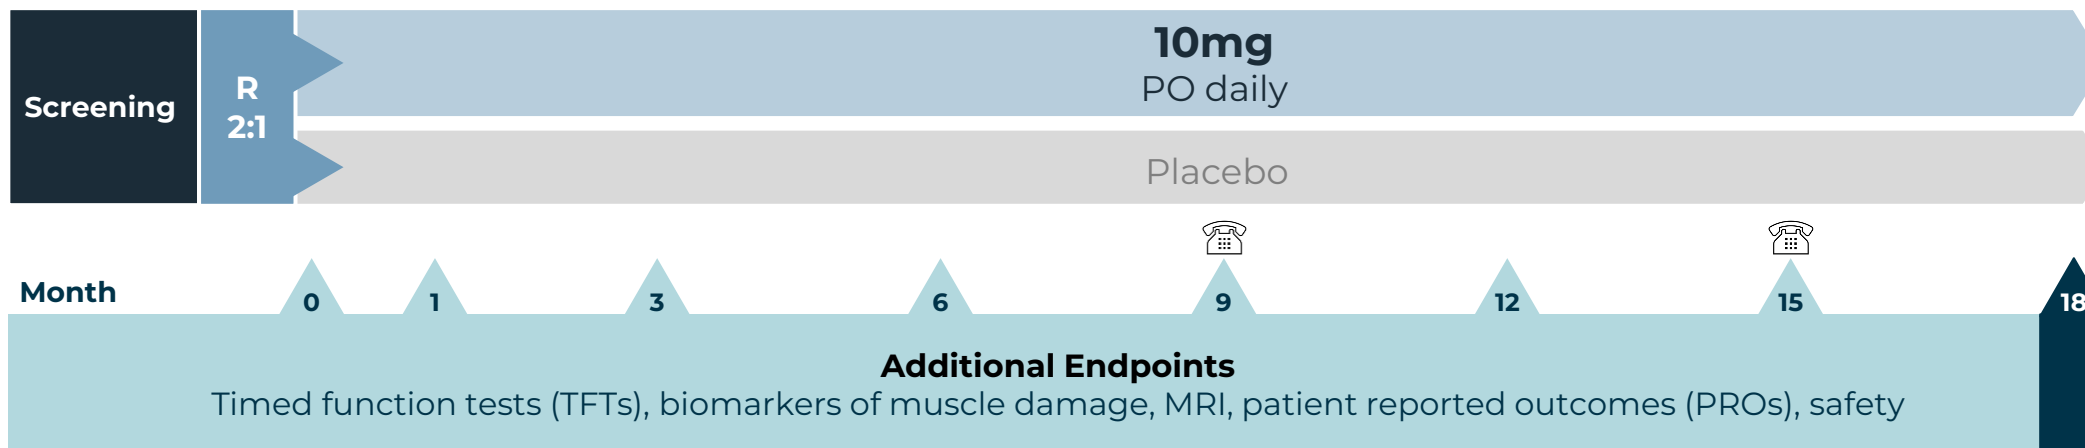 Screening
R
2:1
10mg
PO daily
Placebo
Month
0
1
3
6
9
12
15
18
Additional Endpoints
Timed function tests (TFTs), biomarkers of muscle damage, MRI, patient reported outcomes (PROs), safety